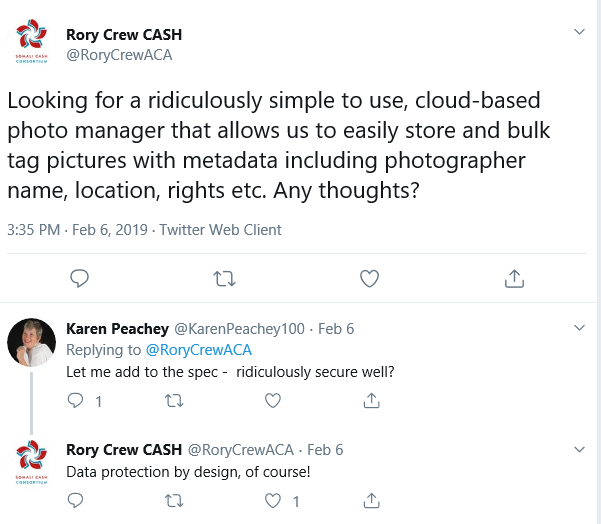 Rory Crew CASH
@RoryCrewACA
SOMALI CASH
CONSORTIUM
Looking for a ridiculously simple to use, cloud-based
photo manager that allows us to easily store and bulk
tag pictures with metadata including photographer
name, location, rights etc. Any thoughts?
3:35 PM · Feb 6, 2019 · Twitter Web Client
Karen Peachey @KarenPeachey100 · Feb 6
Replying to @RoryCrewACA
Let me add to the spec -  ridiculously secure well?
1
Rory Crew CASH @RoryCrewACA · Feb 6
Data protection by design, of course!
SOMALI CASH
CONSORTIUM
1